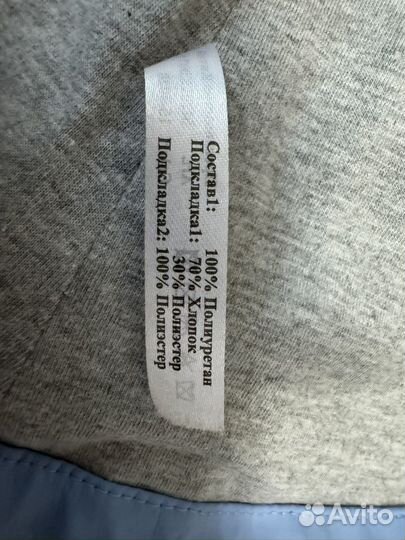 Состав1: 100% Полиуретан
Подкладка1: 70% Хлопок
30% Полиэстер
Подкладка2: 100% Полиэстер
Avito